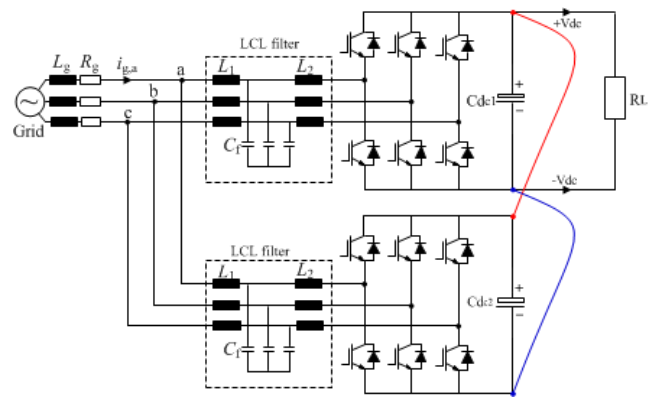 LCL filter
+Vdc
Lg Rg ig,a a L1 L2
b
Cdc1 + −
RL
Grid
c
Cf
-Vdc
LCL filter
L1 L2
Cdc2 + −
Cf